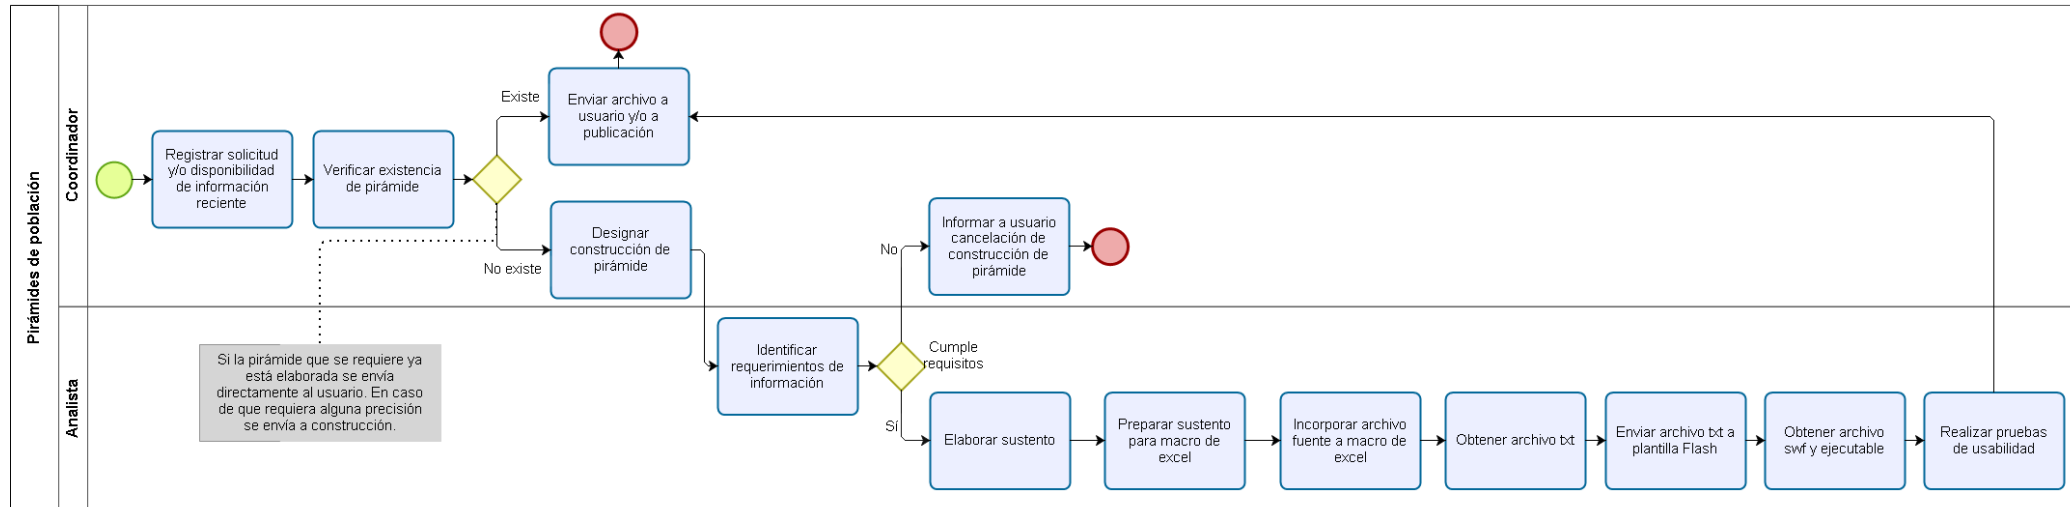 Pirámides de población
Coordinador
Registrar solicitud
y/o disponibilidad
de información
reciente
Verificar existencia
de pirámide
Existe
Enviar archivo a
usuario y/o a
publicación
No existe
Designar
construcción de
pirámide
No
Informar a usuario
cancelación de
construcción de
pirámide
Analista
Si la pirámide que se requiere ya
está elaborada se envía
directamente al usuario. En caso
de que requiera alguna precisión
se envía a construcción.
Identificar
requerimientos de
información
Cumple
requisitos
Sí
Elaborar sustento
Preparar sustento
para macro de
excel
Incorporar archivo
fuente a macro de
excel
Obtener archivo txt
Enviar archivo txt a
plantilla Flash
Obtener archivo
swf y ejecutable
Realizar pruebas
de usabilidad